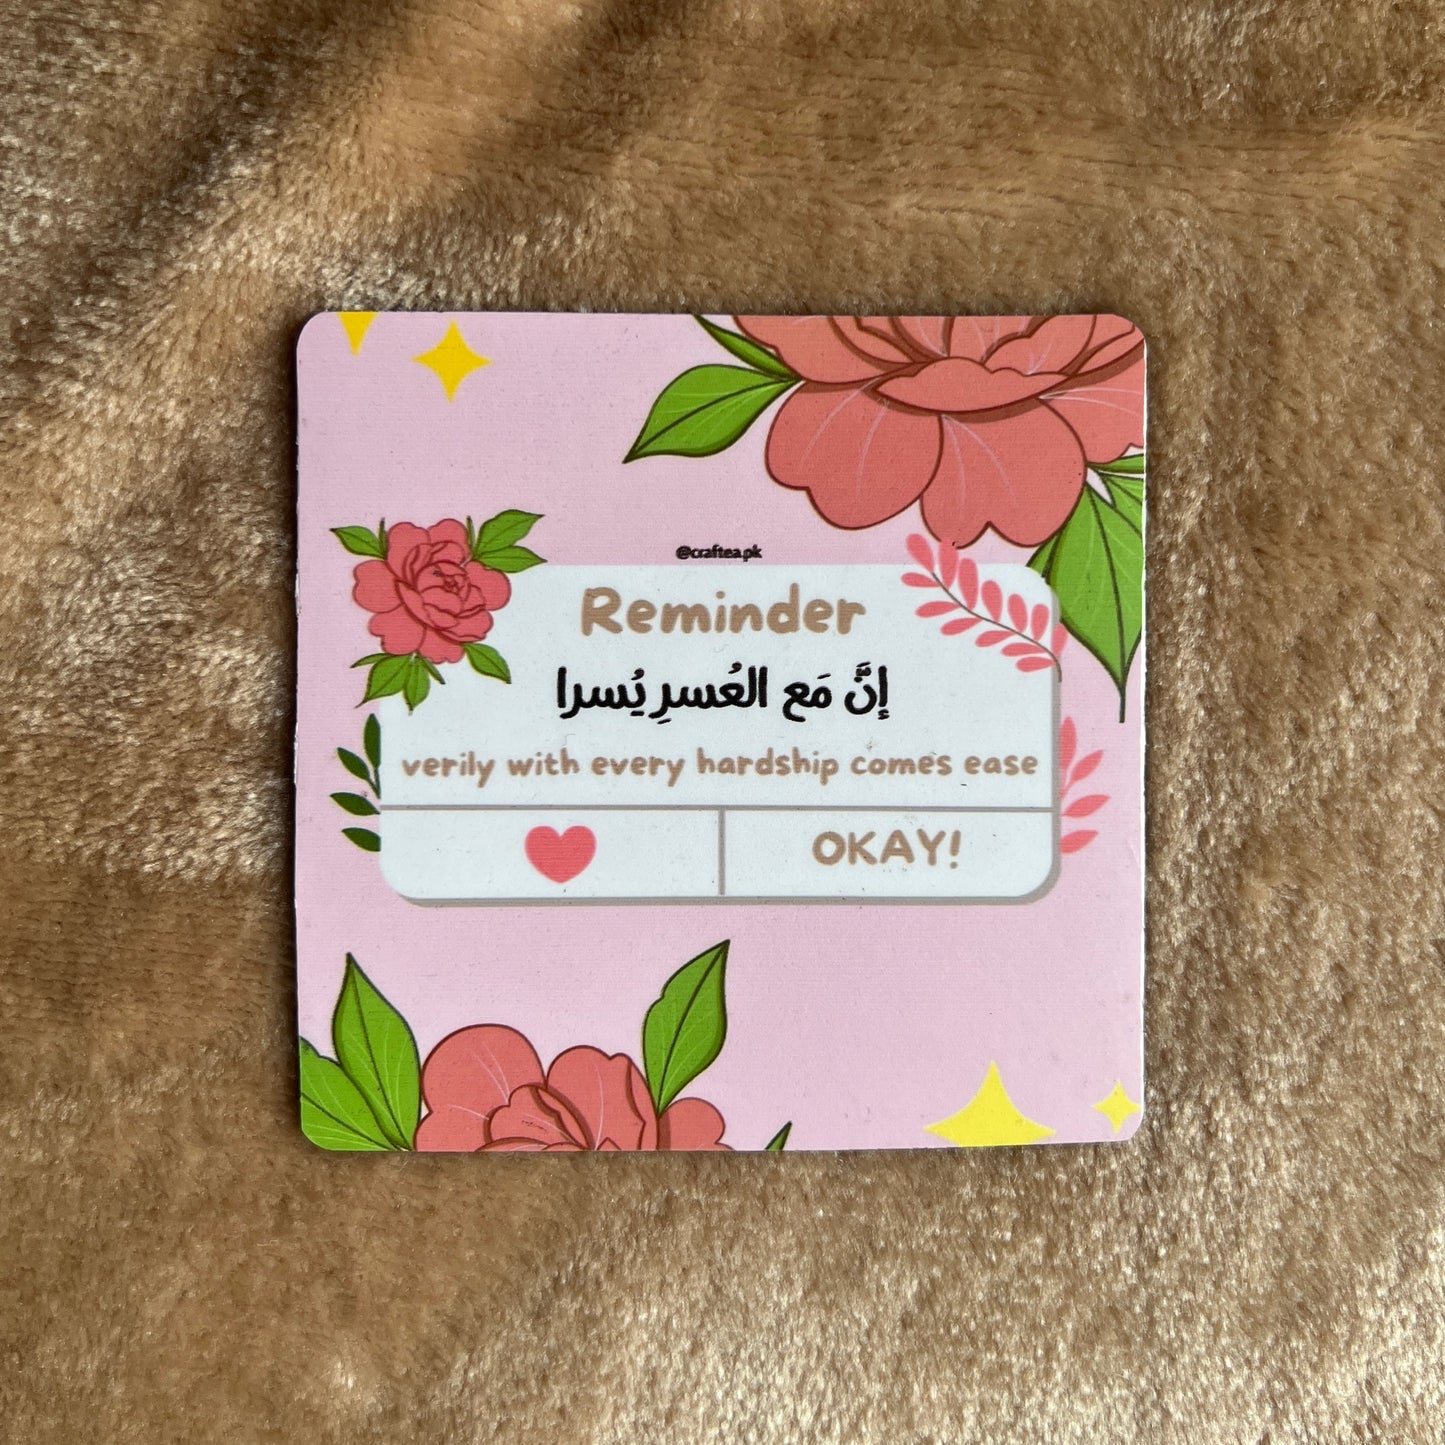 @craftea.pk
Reminder
إنَّ مَع العُسرِ يُسرا
verily with every hardship comes ease
OKAY!